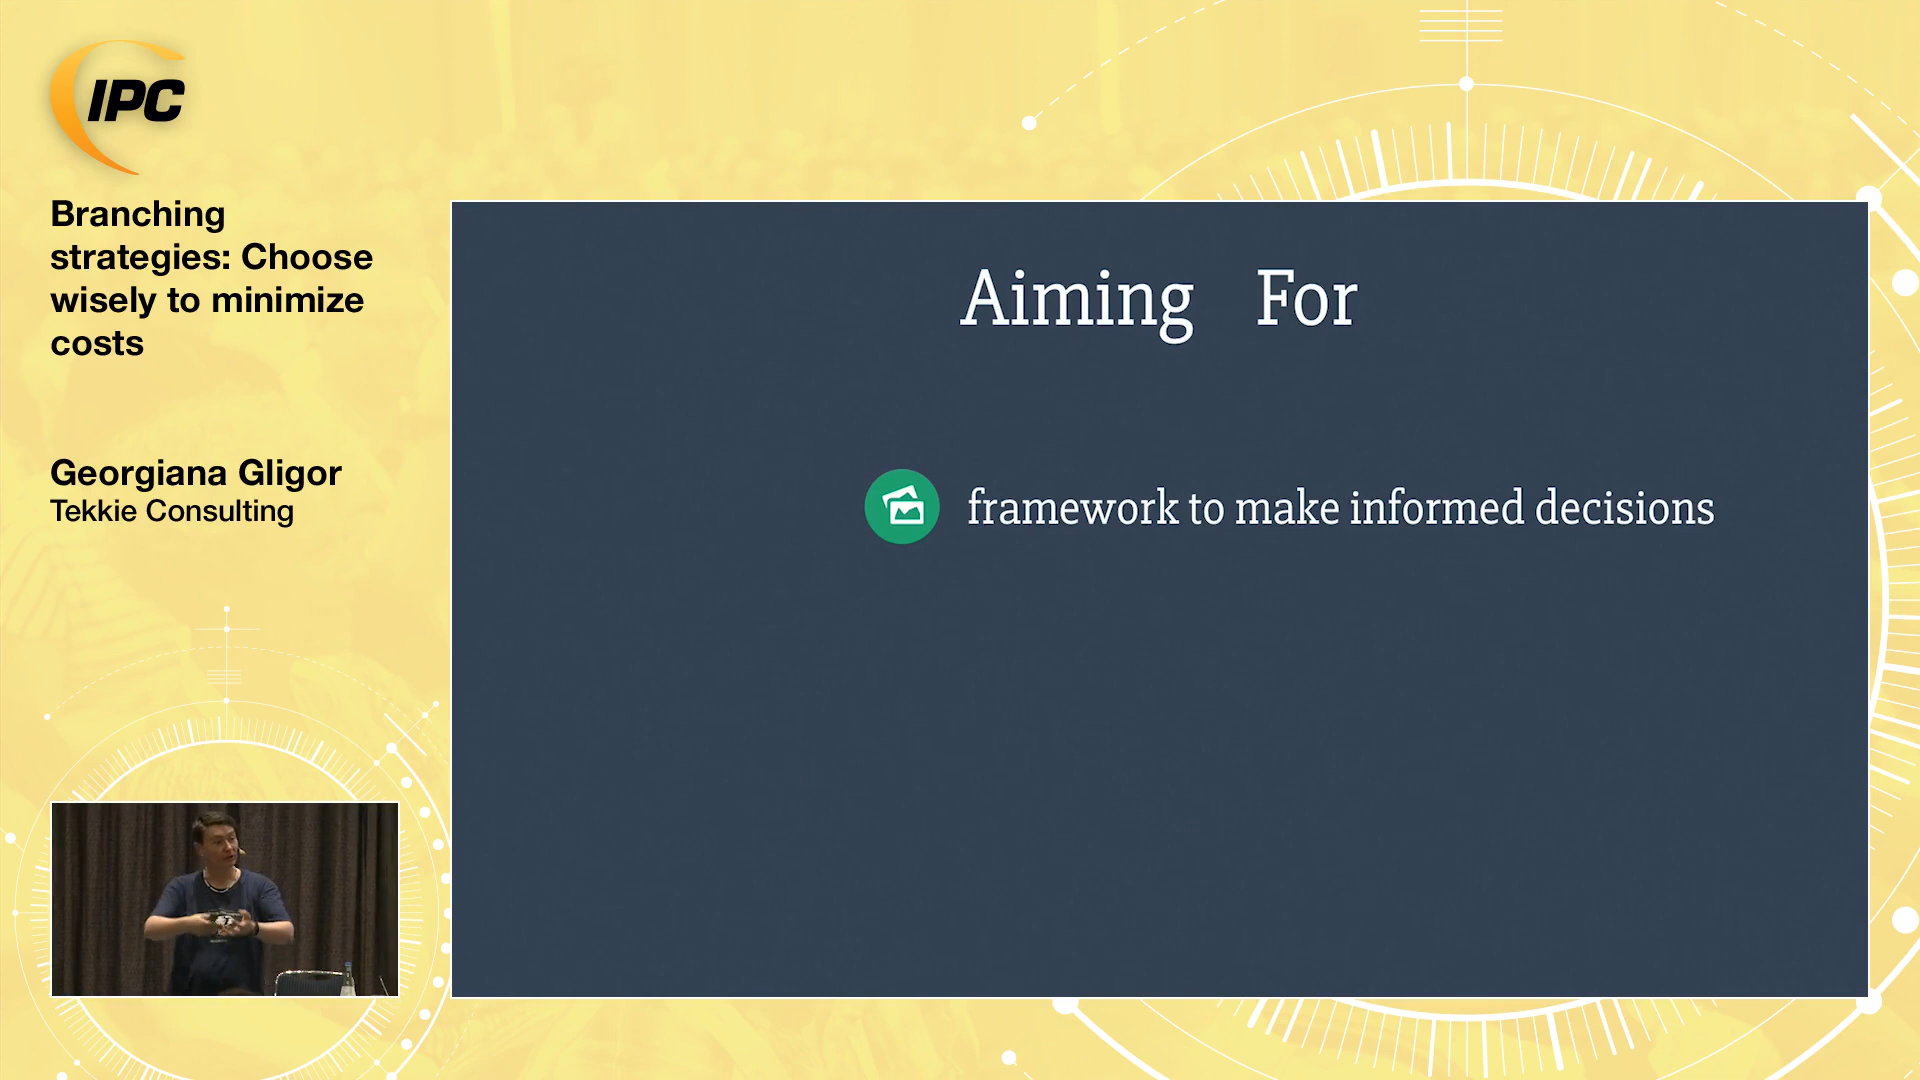 IPC
Branching
strategies: Choose
wisely to minimize
costs
Georgiana Gligor
Tekkie Consulting
Aiming For
framework to make informed decisions